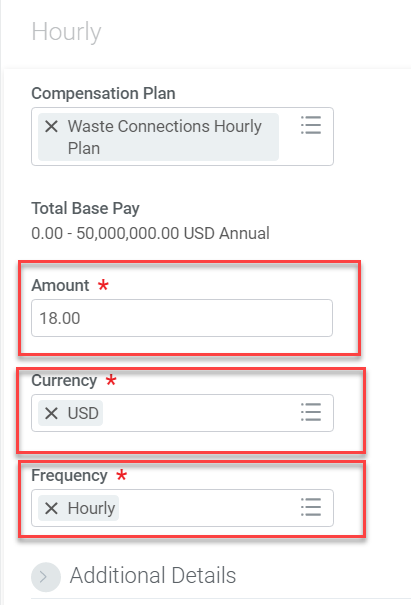 Hourly
Compensation Plan
Waste Connections Hourly
Plan
Total Base Pay
0.00 - 50,000,000.00 USD Annual
Amount *
18.00
Currency *
USD
Frequency *
Hourly
Additional Details